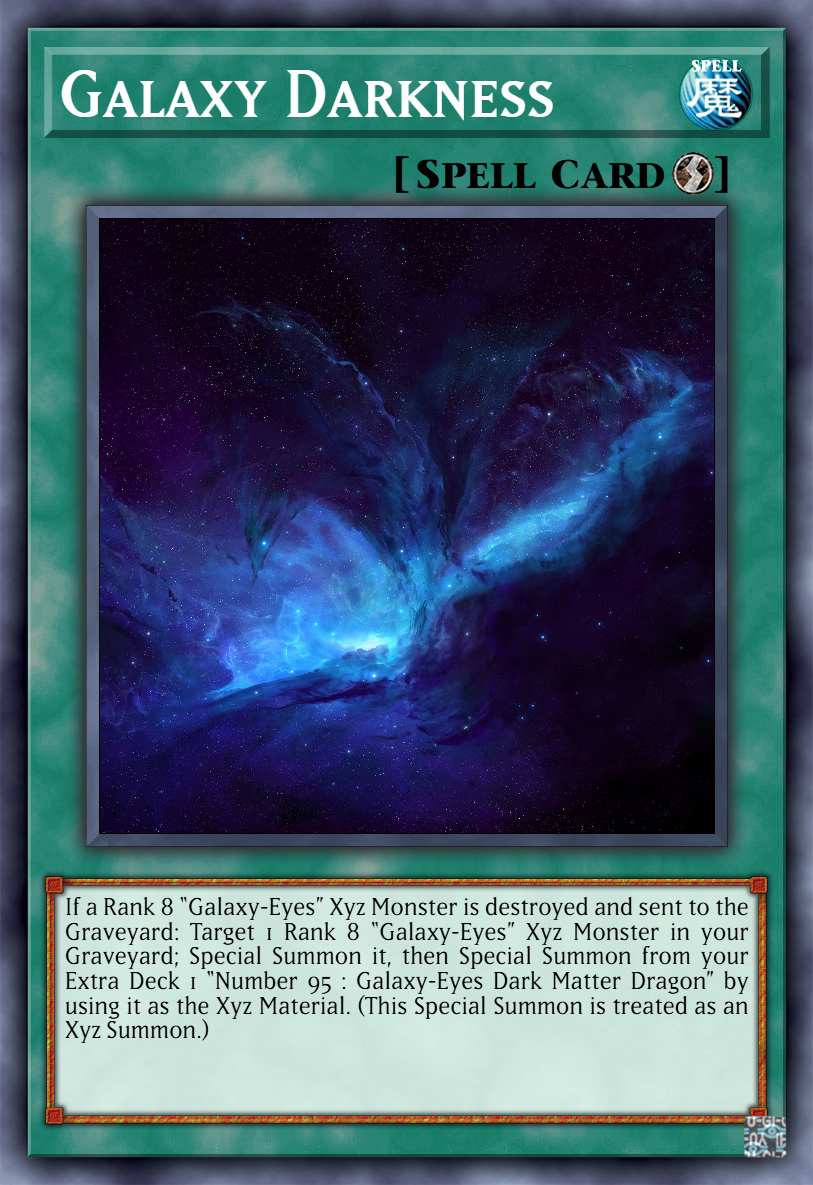 Galaxy Darkness
SPELL
魔
[Spell Card]
If a Rank 8 "Galaxy-Eyes" Xyz Monster is destroyed and sent to the
Graveyard: Target 1 Rank 8 "Galaxy-Eyes" Xyz Monster in your
Graveyard; Special Summon it, then Special Summon from your
Extra Deck 1 "Number 95 : Galaxy-Eyes Dark Matter Dragon" by
using it as the Xyz Material. (This Special Summon is treated as an
Xyz Summon.)